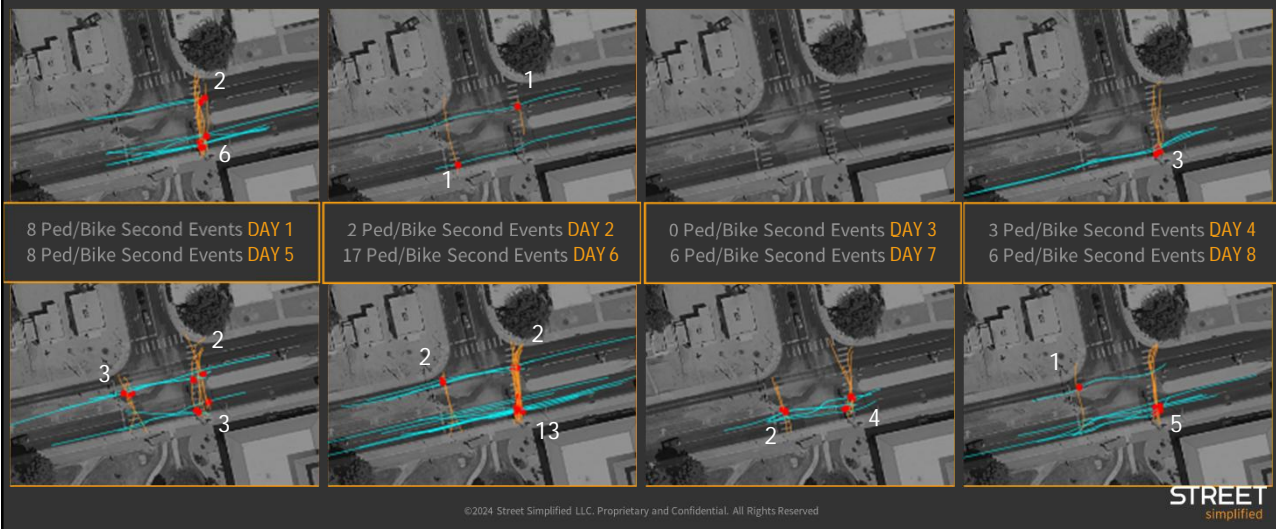 2
6
1
1
3
8 Ped/Bike Second Events DAY 1
8 Ped/Bike Second Events DAY 5
2 Ped/Bike Second Events DAY 2
17 Ped/Bike Second Events DAY 6
0 Ped/Bike Second Events DAY 3
6 Ped/Bike Second Events DAY 7
3 Ped/Bike Second Events DAY 4
6 Ped/Bike Second Events DAY 8
2
3
3
2
2
13
2
4
1
5
©2024 Street Simplified LLC. Proprietary and Confidential. All Rights Reserved
STREET
simplified